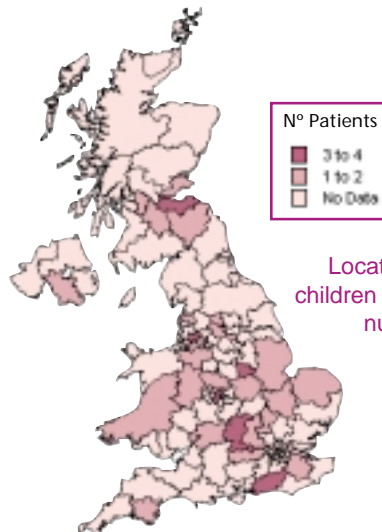 Nº Patients
3 to 4
1 to 2
No Data
Locat
children
nu